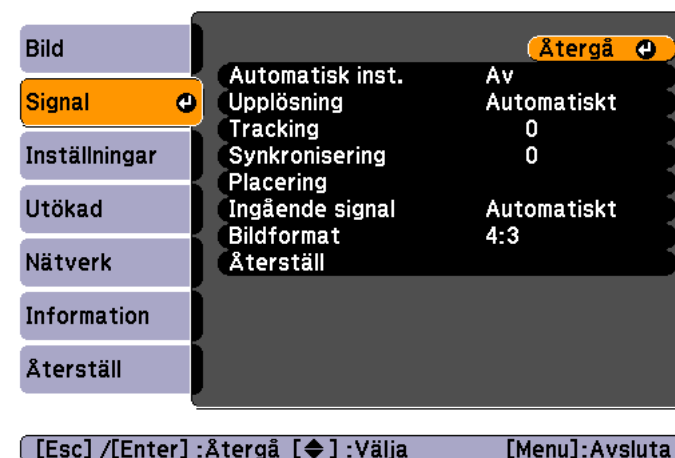 Bild
Signal
Inställningar
Utökad
Nätverk
Information
Återställ
Återgå
Automatisk inst. Av
Upplösning Automatiskt
Tracking 0
Synkronisering 0
Placering
Ingående signal Automatiskt
Bildformat 4:3
Återställ
[Esc] /[Enter] :Återgå [◆] :Välja [Menu]:Avsluta